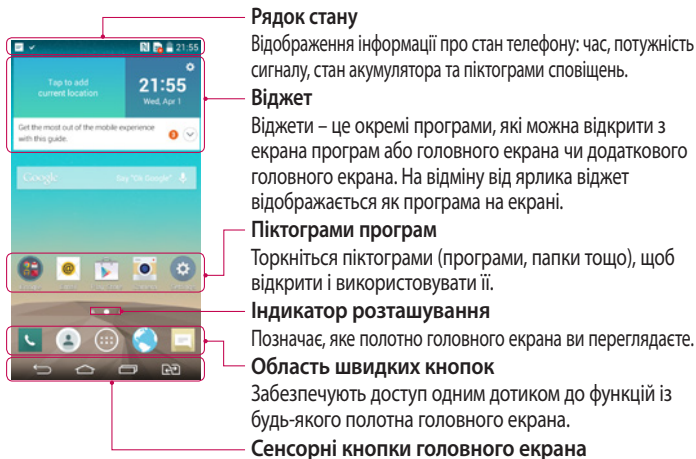 Рядок стану
Відображення інформації про стан телефону: час, потужність
сигналу, стан акумулятора та піктограми сповіщень.
Віджет
Віджети – це окремі програми, які можна відкрити з
екрана програм або головного екрана чи додаткового
головного екрана. На відміну від ярлика віджет
відображається як програма на екрані.
Піктограми програм
Торкніться піктограми (програми, папки тощо), щоб
відкрити і використовувати її.
Індикатор розташування
Позначає, яке полотно головного екрана ви переглядаєте.
Область швидких кнопок
Забезпечують доступ одним дотиком до функцій із
будь-якого полотна головного екрана.
Сенсорні кнопки головного екрана
21:55
Tap to add
current location
21:55
Wed, Apr 1
Get the most out of the mobile experience
with this guide.
3
Google
Say "Ok Google"